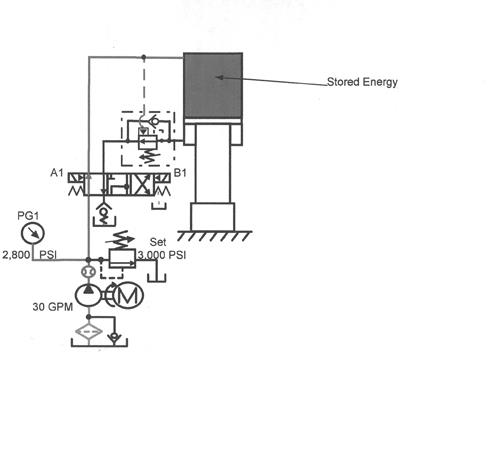 Stored Energy
A1
B1
PG1
2,800 PSI
Set
3,000 PSI
30 GPM
M